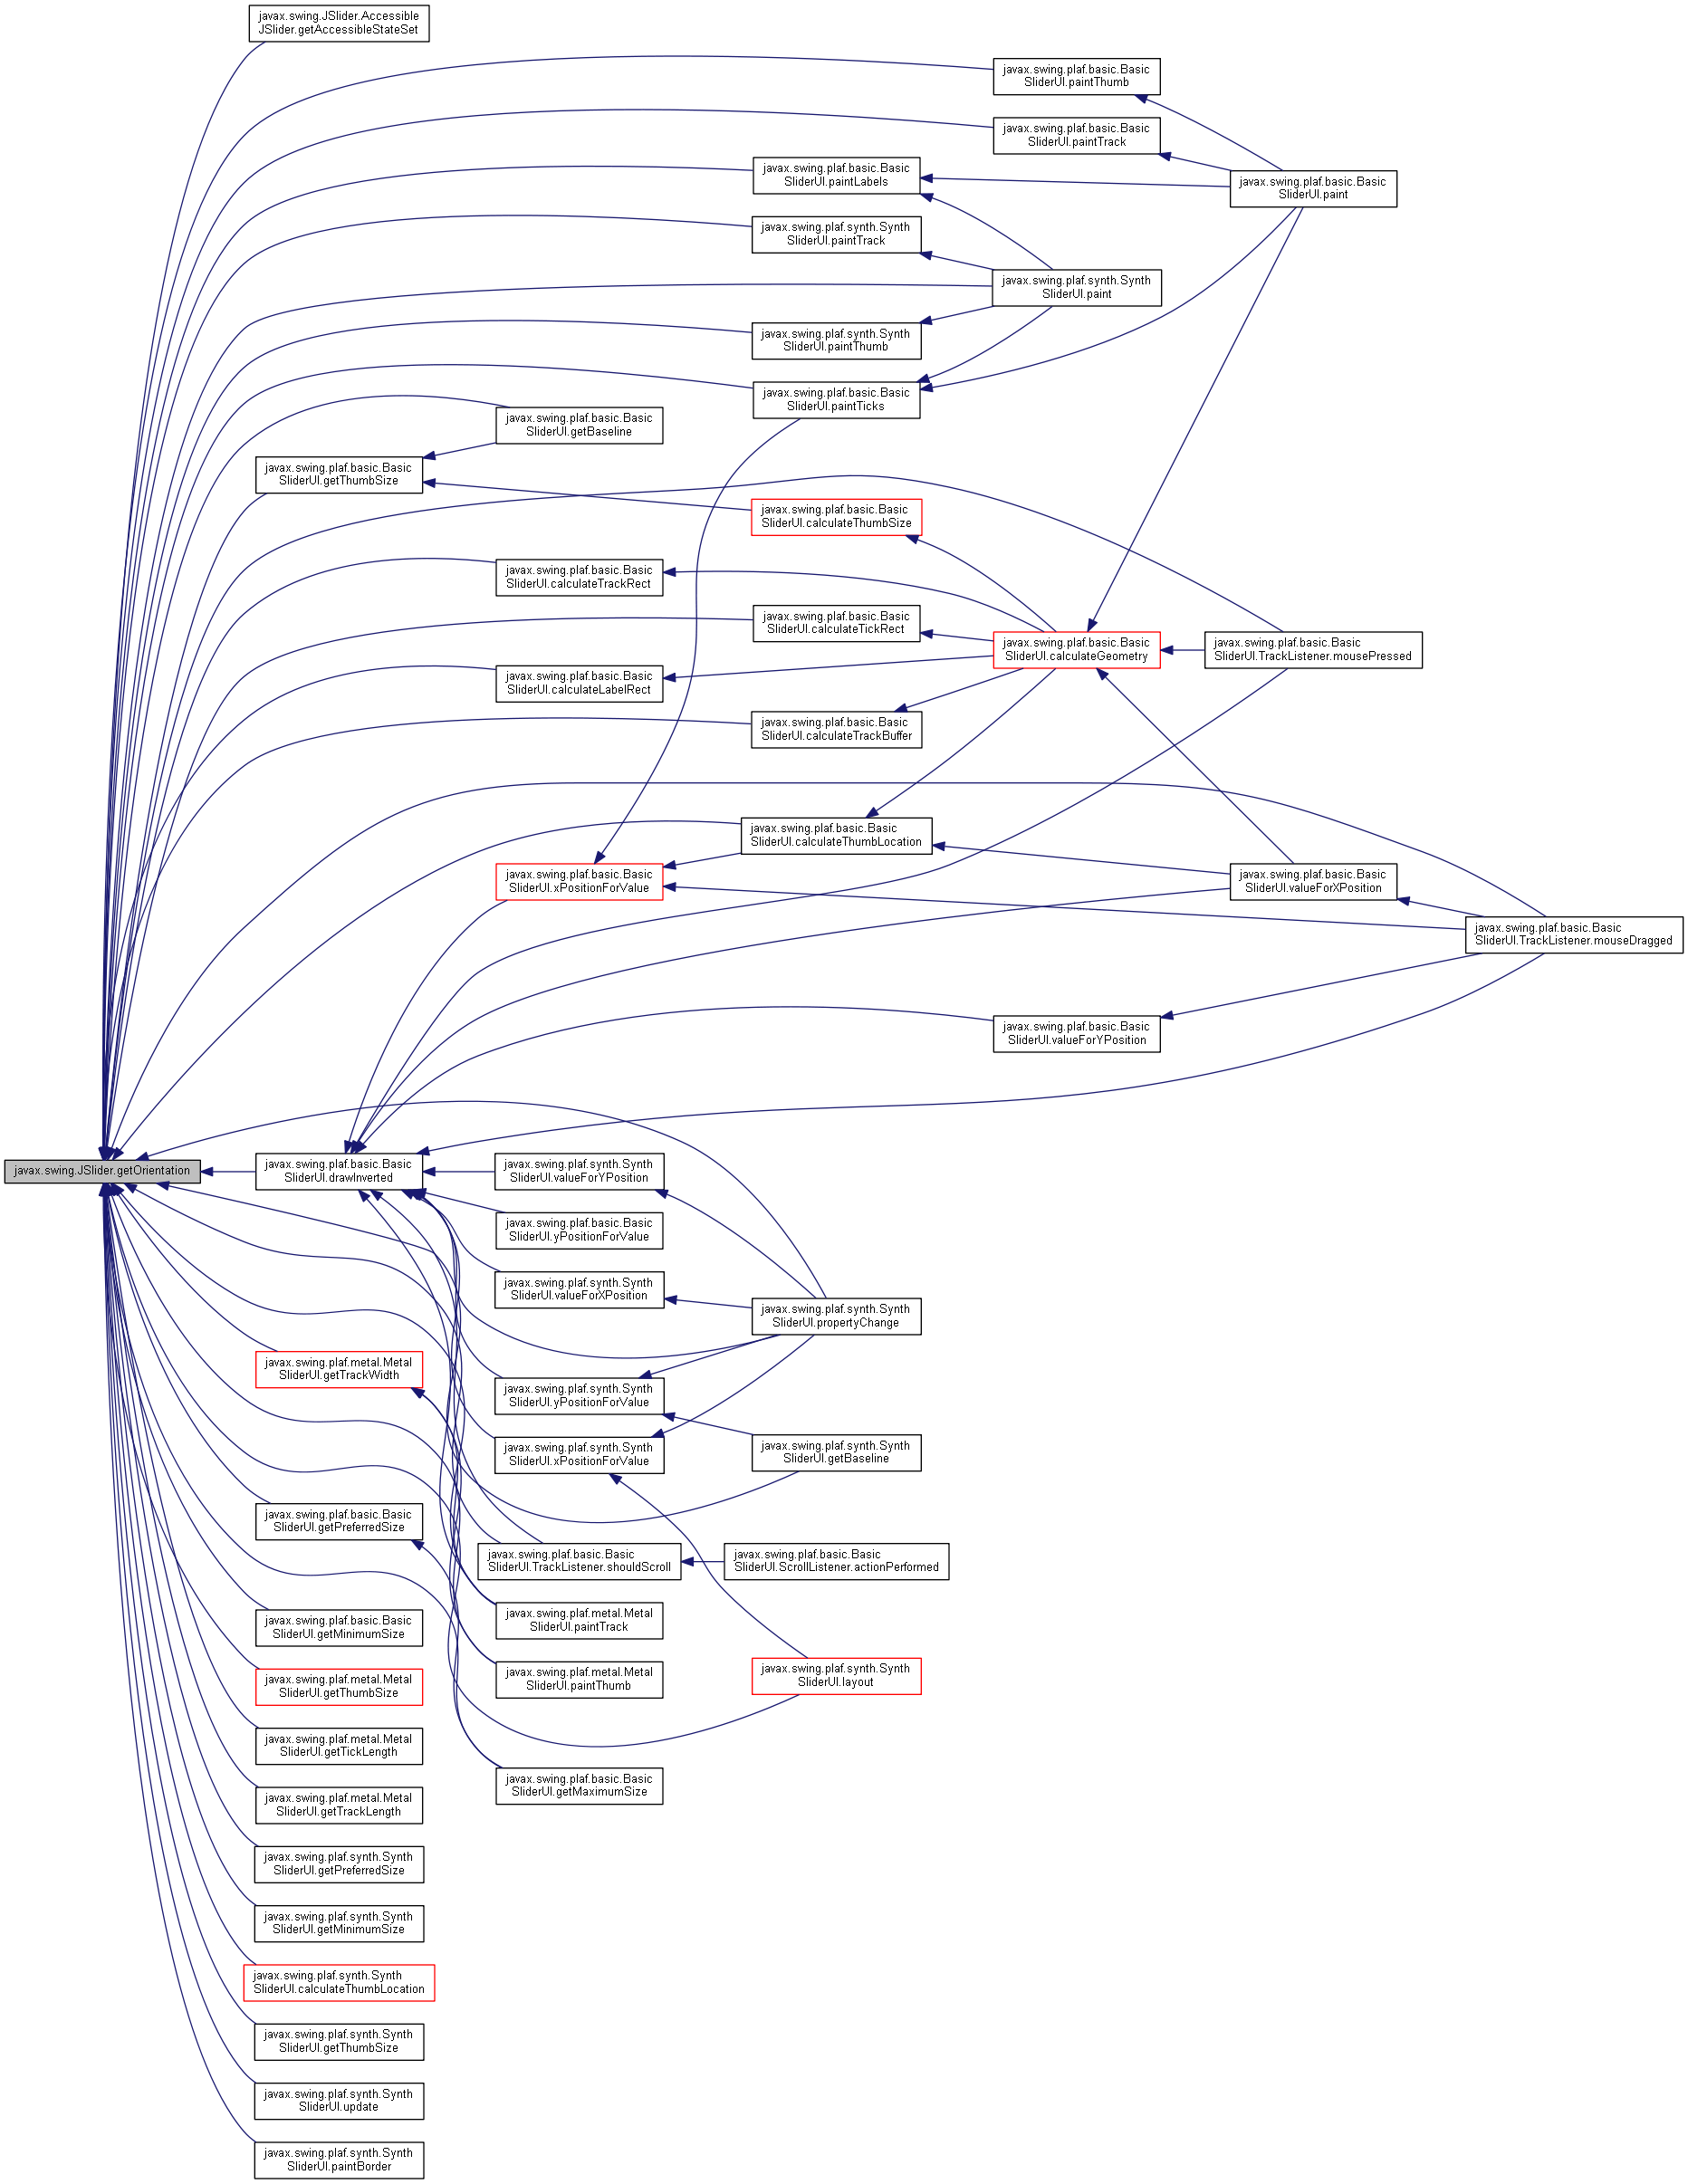 javax.swing.JSlider.Accessible
JSlider.getAccessibleStateSet
javax.swing.plaf.basic.Basic
SliderUI.paintThumb
javax.swing.plaf.basic.Basic
SliderUI.paintTrack
javax.swing.plaf.basic.Basic
SliderUI.paintLabels
javax.swing.plaf.basic.Basic
SliderUI.paint
javax.swing.plaf.synth.Synth
SliderUI.paintTrack
javax.swing.plaf.synth.Synth
SliderUI.paint
javax.swing.plaf.synth.Synth
SliderUI.paintThumb
javax.swing.plaf.basic.Basic
SliderUI.paintTicks
javax.swing.plaf.basic.Basic
SliderUI.getBaseline
javax.swing.plaf.basic.Basic
SliderUI.getThumbSize
javax.swing.plaf.basic.Basic
SliderUI.calculateThumbSize
javax.swing.plaf.basic.Basic
SliderUI.calculateTrackRect
javax.swing.plaf.basic.Basic
SliderUI.calculateTickRect
javax.swing.plaf.basic.Basic
SliderUI.calculateGeometry
javax.swing.plaf.basic.Basic
SliderUI.TrackListener.mousePressed
javax.swing.plaf.basic.Basic
SliderUI.calculateLabelRect
javax.swing.plaf.basic.Basic
SliderUI.calculateTrackBuffer
javax.swing.plaf.basic.Basic
SliderUI.calculateThumbLocation
javax.swing.plaf.basic.Basic
SliderUI.xPositionForValue
javax.swing.plaf.basic.Basic
SliderUI.valueForXPosition
javax.swing.plaf.basic.Basic
SliderUI.TrackListener.mouseDragged
javax.swing.plaf.basic.Basic
SliderUI.valueForYPosition
javax.swing.JSlider.getOrientation
javax.swing.plaf.basic.Basic
SliderUI.drawInverted
javax.swing.plaf.synth.Synth
SliderUI.valueForYPosition
javax.swing.plaf.basic.Basic
SliderUI.yPositionForValue
javax.swing.plaf.synth.Synth
SliderUI.valueForXPosition
javax.swing.plaf.synth.Synth
SliderUI.propertyChange
javax.swing.plaf.metal.Metal
SliderUI.getTrackWidth
javax.swing.plaf.synth.Synth
SliderUI.yPositionForValue
javax.swing.plaf.synth.Synth
SliderUI.xPositionForValue
javax.swing.plaf.synth.Synth
SliderUI.getBaseline
javax.swing.plaf.basic.Basic
SliderUI.getPreferredSize
javax.swing.plaf.basic.Basic
SliderUI.TrackListener.shouldScroll
javax.swing.plaf.basic.Basic
SliderUI.ScrollListener.actionPerformed
javax.swing.plaf.basic.Basic
SliderUI.getMinimumSize
javax.swing.plaf.metal.Metal
SliderUI.paintTrack
javax.swing.plaf.metal.Metal
SliderUI.getThumbSize
javax.swing.plaf.metal.Metal
SliderUI.paintThumb
javax.swing.plaf.synth.Synth
SliderUI.layout
javax.swing.plaf.metal.Metal
SliderUI.getTickLength
javax.swing.plaf.basic.Basic
SliderUI.getMaximumSize
javax.swing.plaf.metal.Metal
SliderUI.getTrackLength
javax.swing.plaf.synth.Synth
SliderUI.getPreferredSize
javax.swing.plaf.synth.Synth
SliderUI.getMinimumSize
javax.swing.plaf.synth.Synth
SliderUI.calculateThumbLocation
javax.swing.plaf.synth.Synth
SliderUI.getThumbSize
javax.swing.plaf.synth.Synth
SliderUI.update
javax.swing.plaf.synth.Synth
SliderUI.paintBorder